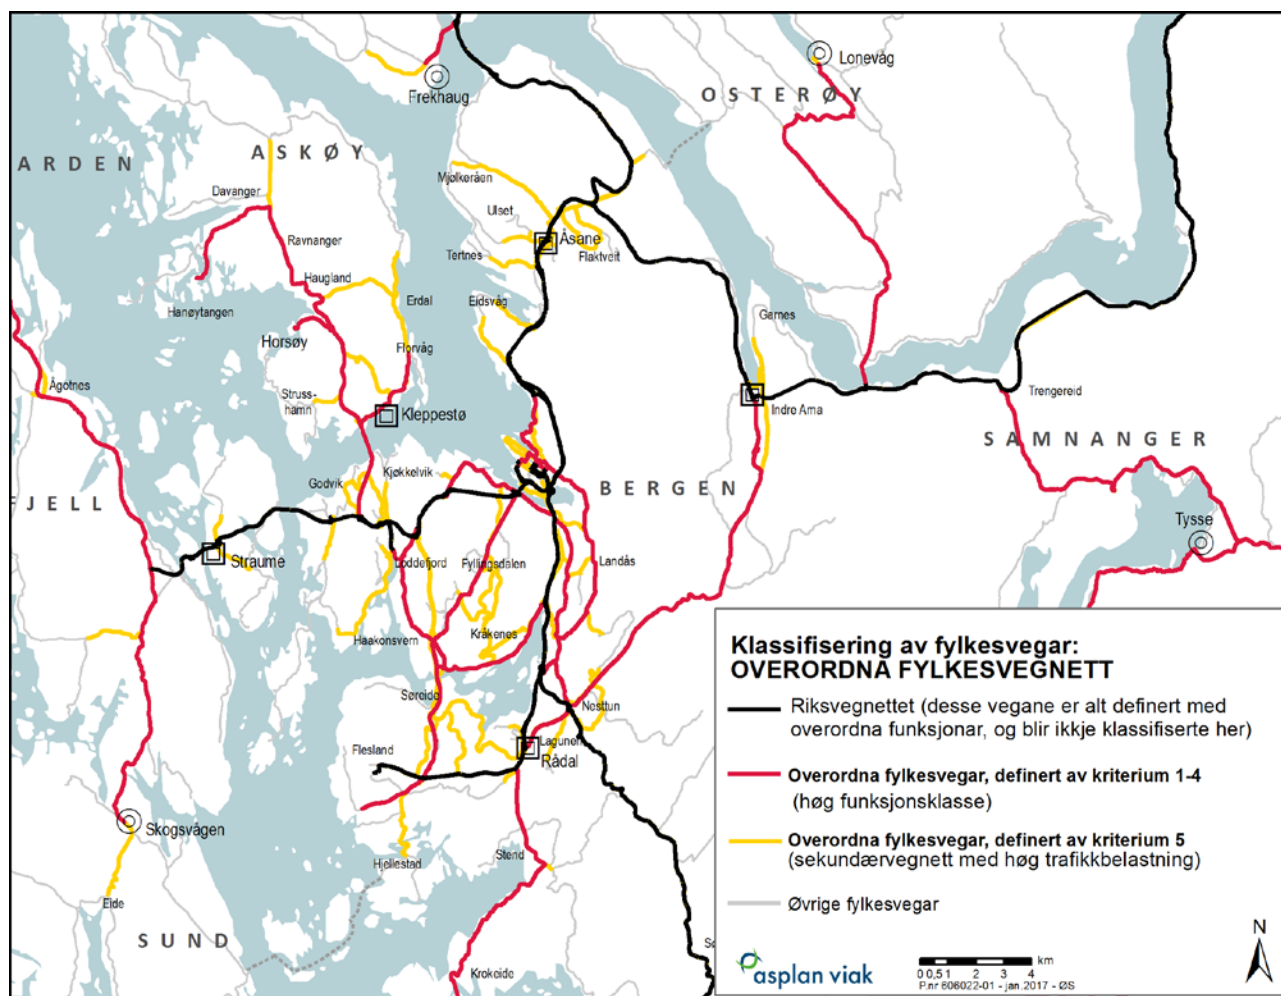 Lonevåg
Frekhaug
OSTERØY
ASKØY
ARDEN
Mjølkeråen
Davanger
Ulset
Åsane
Ravnanger
Tertnes
Flaktveit
Haugland
Erdal
Eidsvåg
Hanøytangen
Garnes
Horsøy
Florvåg
Ågotnes
Struss-
hamn
Kleppestø
Indre Arna
Trengereid
SAMNANGER
Kjøkkelvik
Godvik
BERGEN
FJELL
Tysse
Straume
Loddefjord
Fyllingsdalen
Landås
Haakonsvern
Kråkenes
Søreide
Nesttun
Flesland
Lagunen
Rådal
Skogsvågen
Hjellestad
Stend
Eide
SUND
Krokeide
Klassifisering av fylkesvegar:
OVERORDNA FYLKESVEGNETT
Riksvegnettet (desse vegane er alt definert med
overordna funksjonar, og blir ikkje klassifiserte her)
Overordna fylkesvegar, definert av kriterium 1-4
(høg funksjonsklasse)
Overordna fylkesvegar, definert av kriterium 5
(sekundærvegnett med høg trafikkbelastning)
Øvrige fylkesvegar
N
asplan viak
km
0 0,5 1 2 3 4
P.nr 606022-01 - jan.2017 - ØS